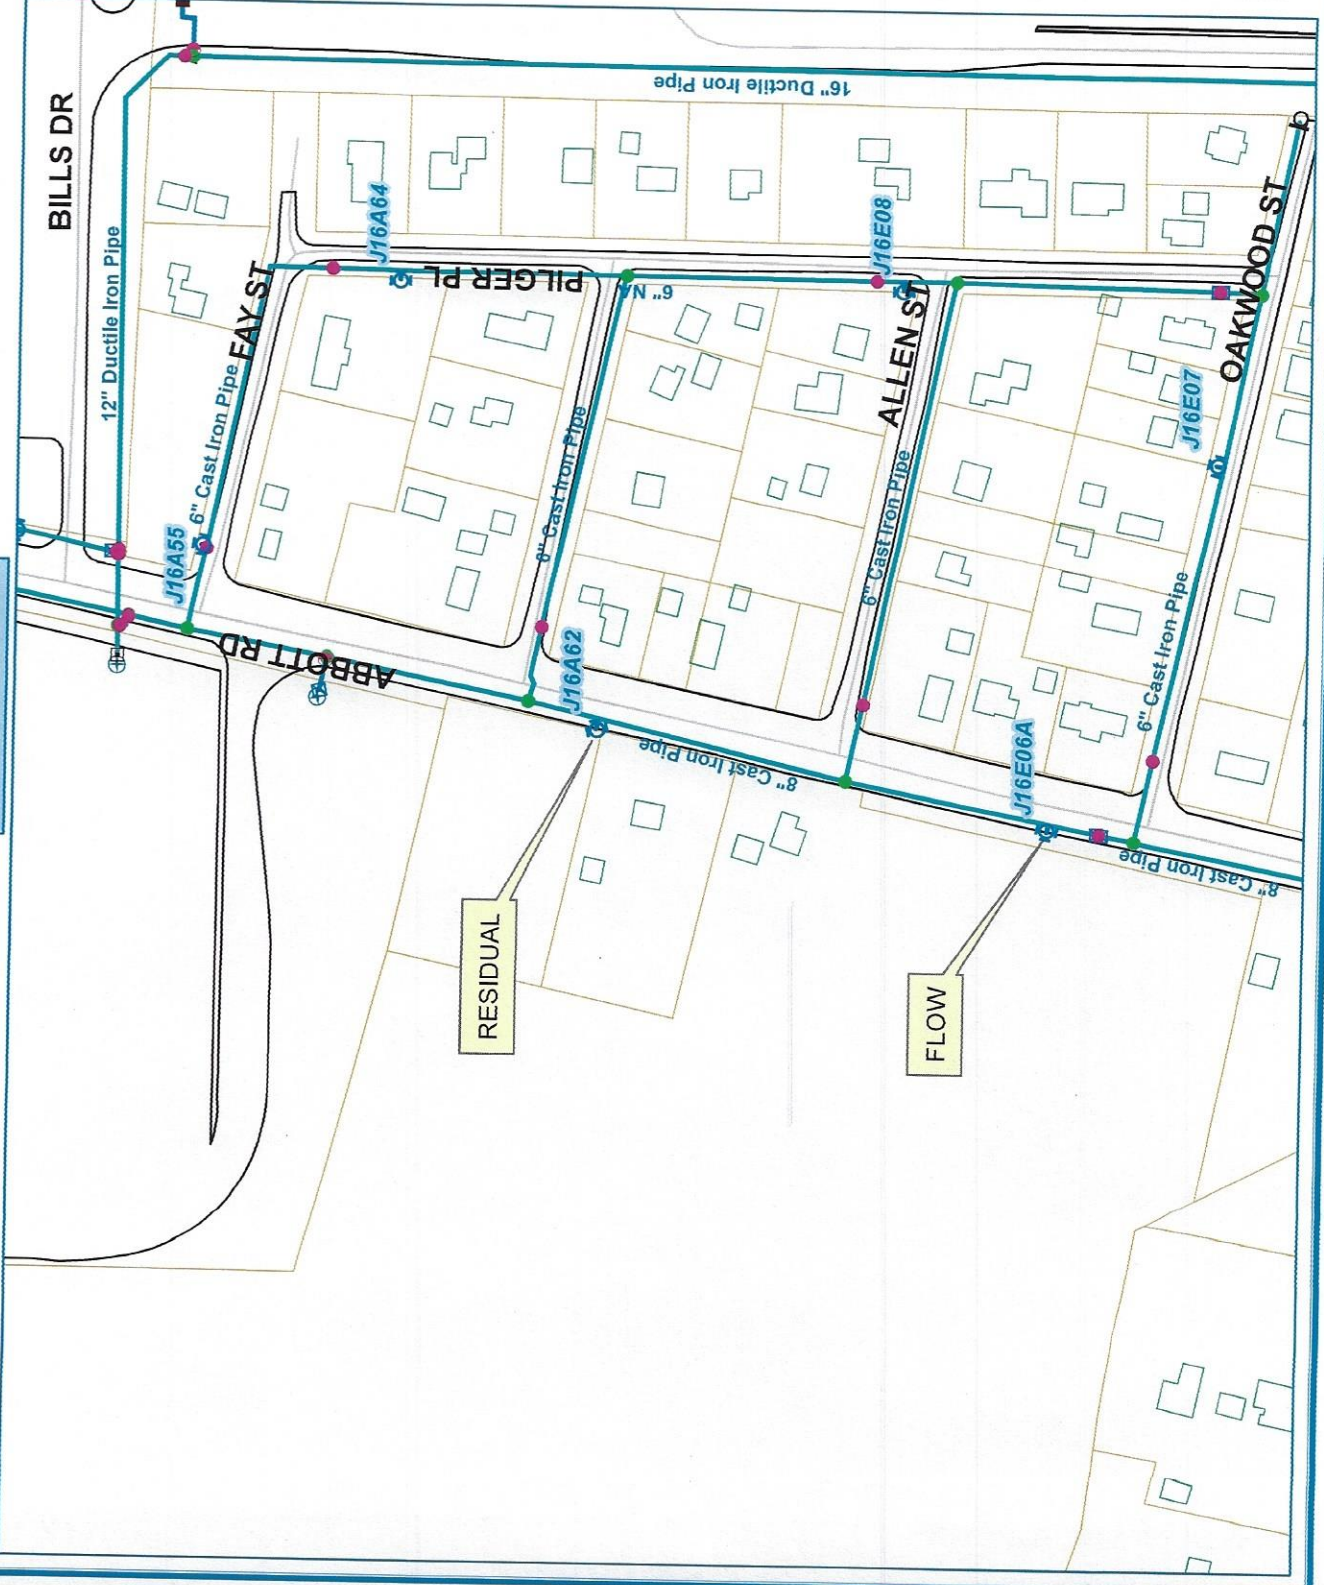 BILLS DR
16" Ductile Iron Pipe
12" Ductile Iron Pipe
J16A64
PILGER PL
J16E08
OAKWOOD ST
FAY ST
6" Cast Iron Pipe
6" NA
ALLEN ST
J16E07
J16A55
6" Cast Iron Pipe
6" Cast Iron Pipe
6" Cast Iron Pipe
ABBOTT RD
J16A62
8" Cast Iron Pipe
J16E06A
8" Cast Iron Pipe
RESIDUAL
FLOW